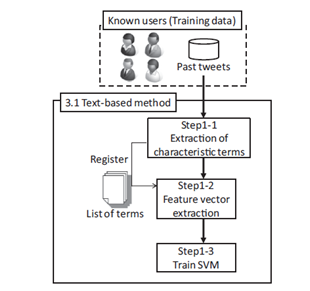 Known users (Training data)
Past tweets
3.1 Text-based method
Step1-1
Extraction of
characteristic terms
Register
List of terms
Step1-2
Feature vector
extraction
Step1-3
Train SVM